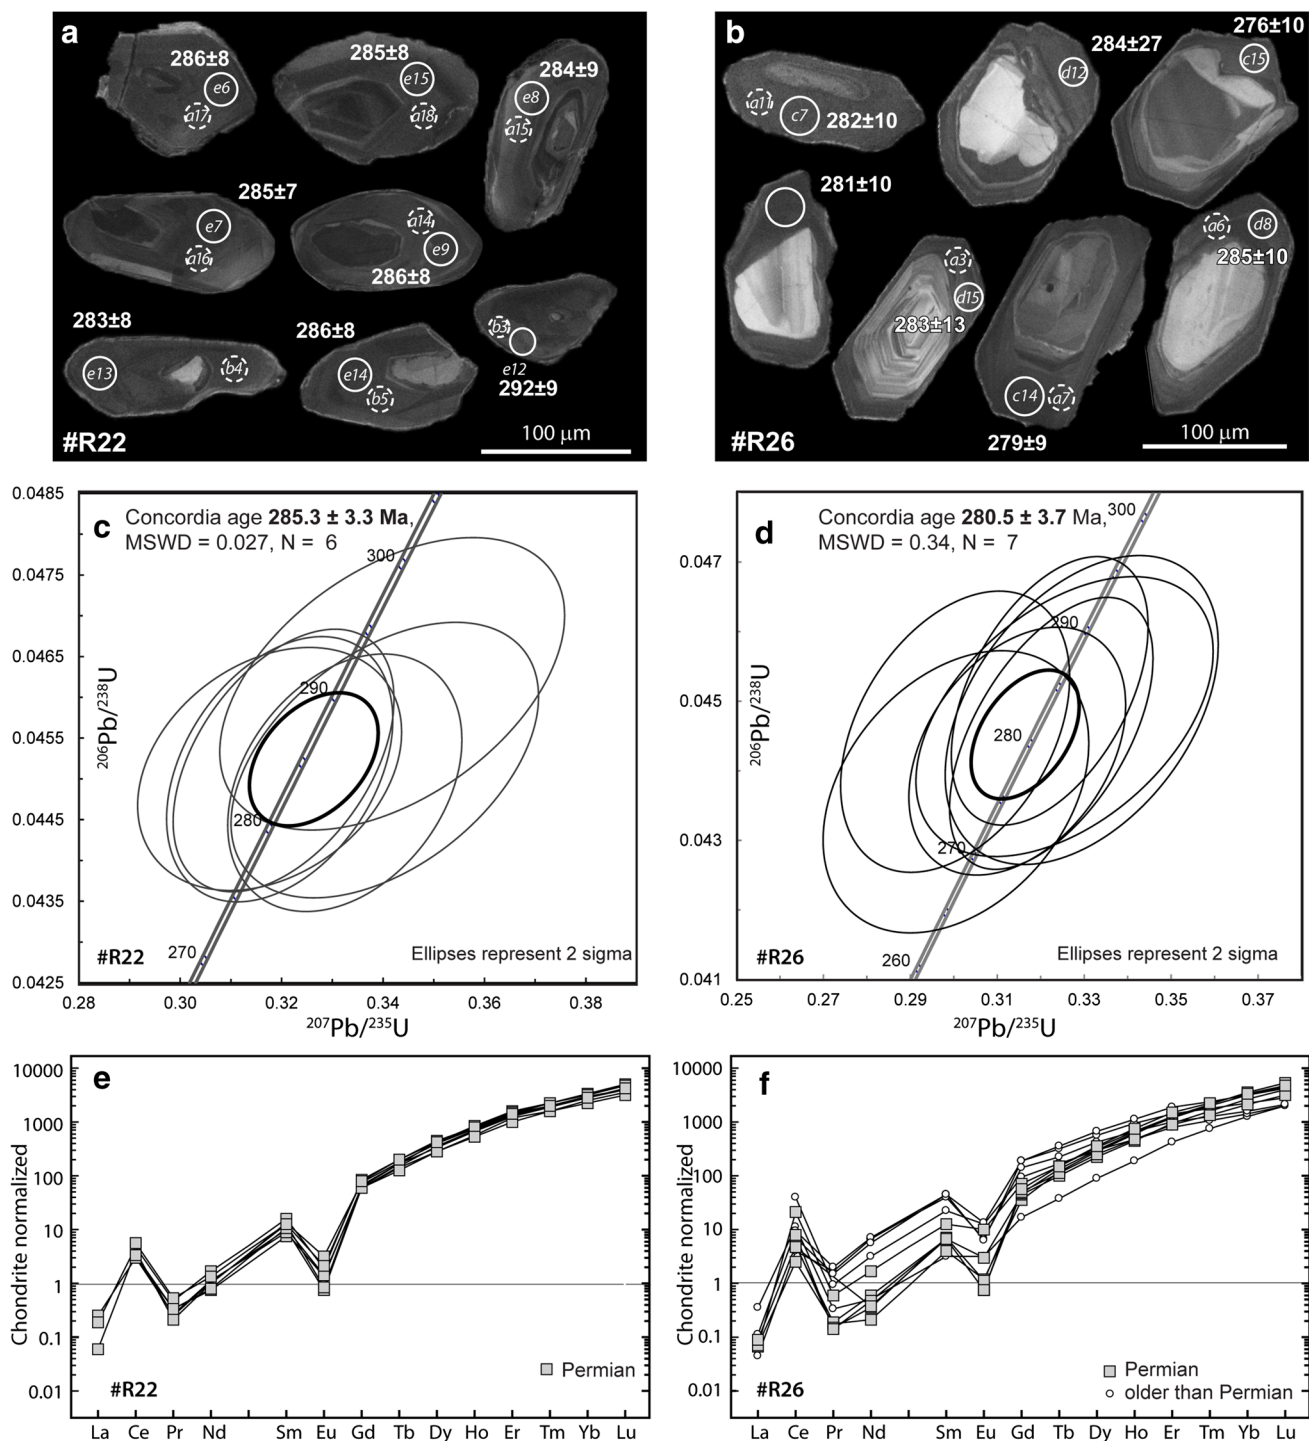 a
286±8
e6
a17
285±8
e15
a18
284±9
e8
a15
285±7
e7
a16
a14
e9
286±8
283±8
e13
b4
286±8
e14
b5
b3
e12
292±9
#R22
100 µm
b
a11
c7
282±10
d12
284±27
276±10
c15
281±10
a3
d15
283±13
a6
d8
285±10
c14
a7
279±9
#R26
100 µm
c
Concordia age 285.3 ± 3.3 Ma,
MSWD = 0.027, N = 6
300
290
280
270
0.0485
0.0475
0.0465
0.0455
0.0445
0.0435
0.0425
206Pb/238U
#R22
Ellipses represent 2 sigma
0.28
0.30
0.32
0.34
0.36
0.38
207Pb/235U
d
Concordia age 280.5 ± 3.7 Ma,
MSWD = 0.34, N = 7
300
290
280
270
260
0.047
0.045
0.043
0.041
206Pb/238U
#R26
Ellipses represent 2 sigma
0.25
0.27
0.29
0.31
0.33
0.35
0.37
207Pb/235U
e
10000
1000
100
10
1
0.1
0.01
Chondrite normalized
Permian
#R22
La Ce Pr Nd Sm Eu Gd Tb Dy Ho Er Tm Yb Lu
f
10000
1000
100
10
1
0.1
0.01
Chondrite normalized
Permian
older than Permian
#R26
La Ce Pr Nd Sm Eu Gd Tb Dy Ho Er Tm Yb Lu